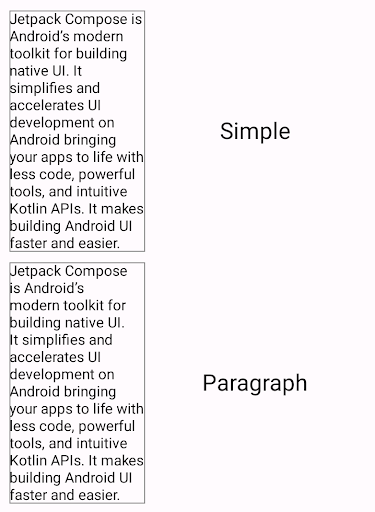 Jetpack Compose is
Android’s modern
toolkit for building
native UI. It
simplifies and
accelerates UI
development on
Android bringing
your apps to life with
less code, powerful
tools, and intuitive
Kotlin APIs. It makes
building Android UI
faster and easier.
Simple
Jetpack Compose
is Android’s
modern toolkit for
building native UI.
It simplifies and
accelerates UI
development on
Android bringing
your apps to life with
less code, powerful
tools, and intuitive
Kotlin APIs. It makes
building Android UI
faster and easier.
Paragraph